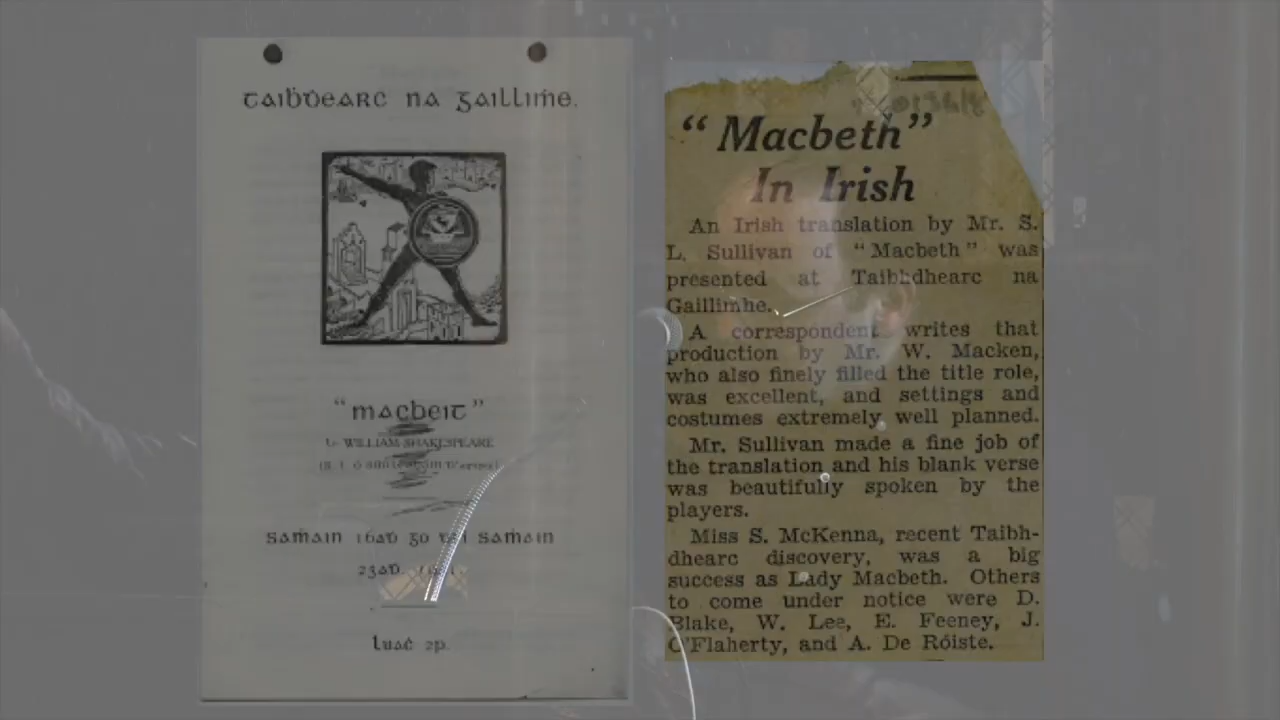 taibḋearc na gaillime.
"macbeit"
WILLIAM SHAKESPEARE
samain 16aḋ go samain
23aḋ.
luaċ 2p.
"Macbeth"
In Irish
An Irish translation by Mr. S.
L. Sullivan of "Macbeth" was
presented at Taibhdhearc na
Gaillimhe.
A correspondent writes that
production by Mr. W. Macken,
who also finely filled the title role,
was excellent, and settings and
costumes extremely well planned.
Mr. Sullivan made a fine job of
the translation and his blank verse
was beautifully spoken by the
players.
Miss S. McKenna, recent Taibh-
dhearc discovery, was a big
success as Lady Macbeth. Others
to come under notice were D.
Blake, W. Lee, E. Feeney, J.
O'Flaherty, and A. De Róiste.